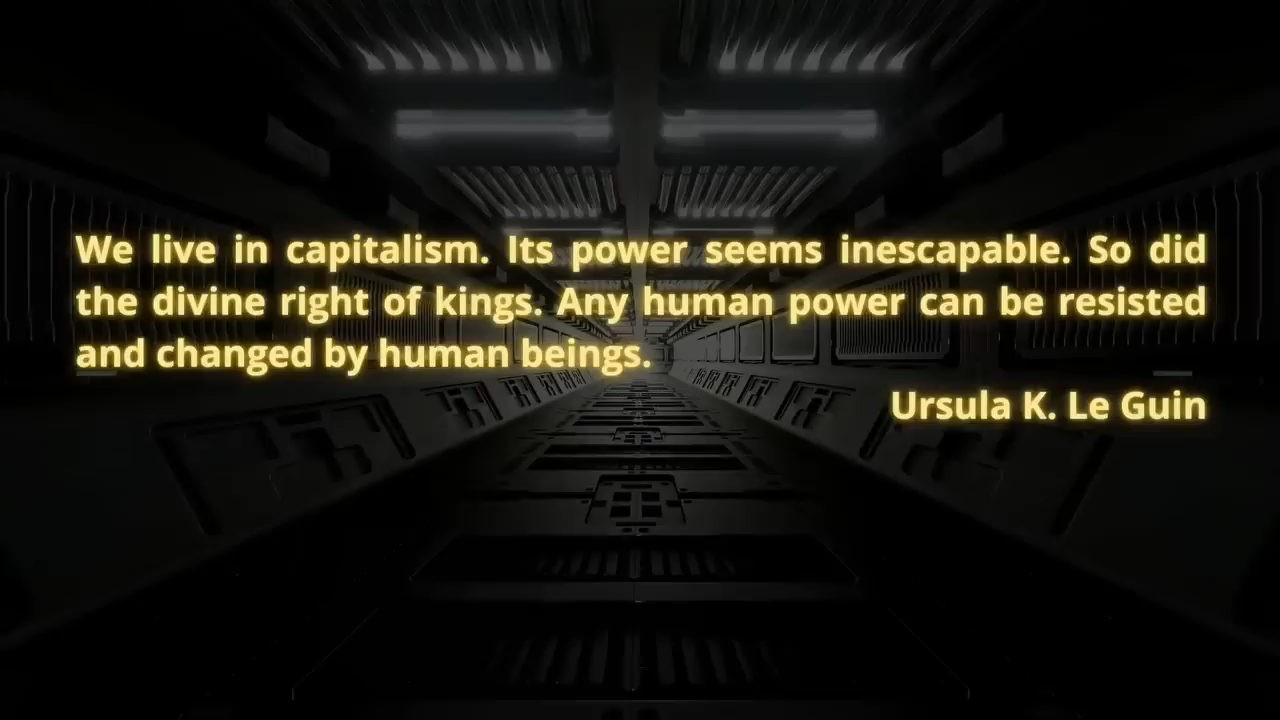 We live in capitalism. Its power seems inescapable. So did
the divine right of kings. Any human power can be resisted
and changed by human beings.
Ursula K. Le Guin